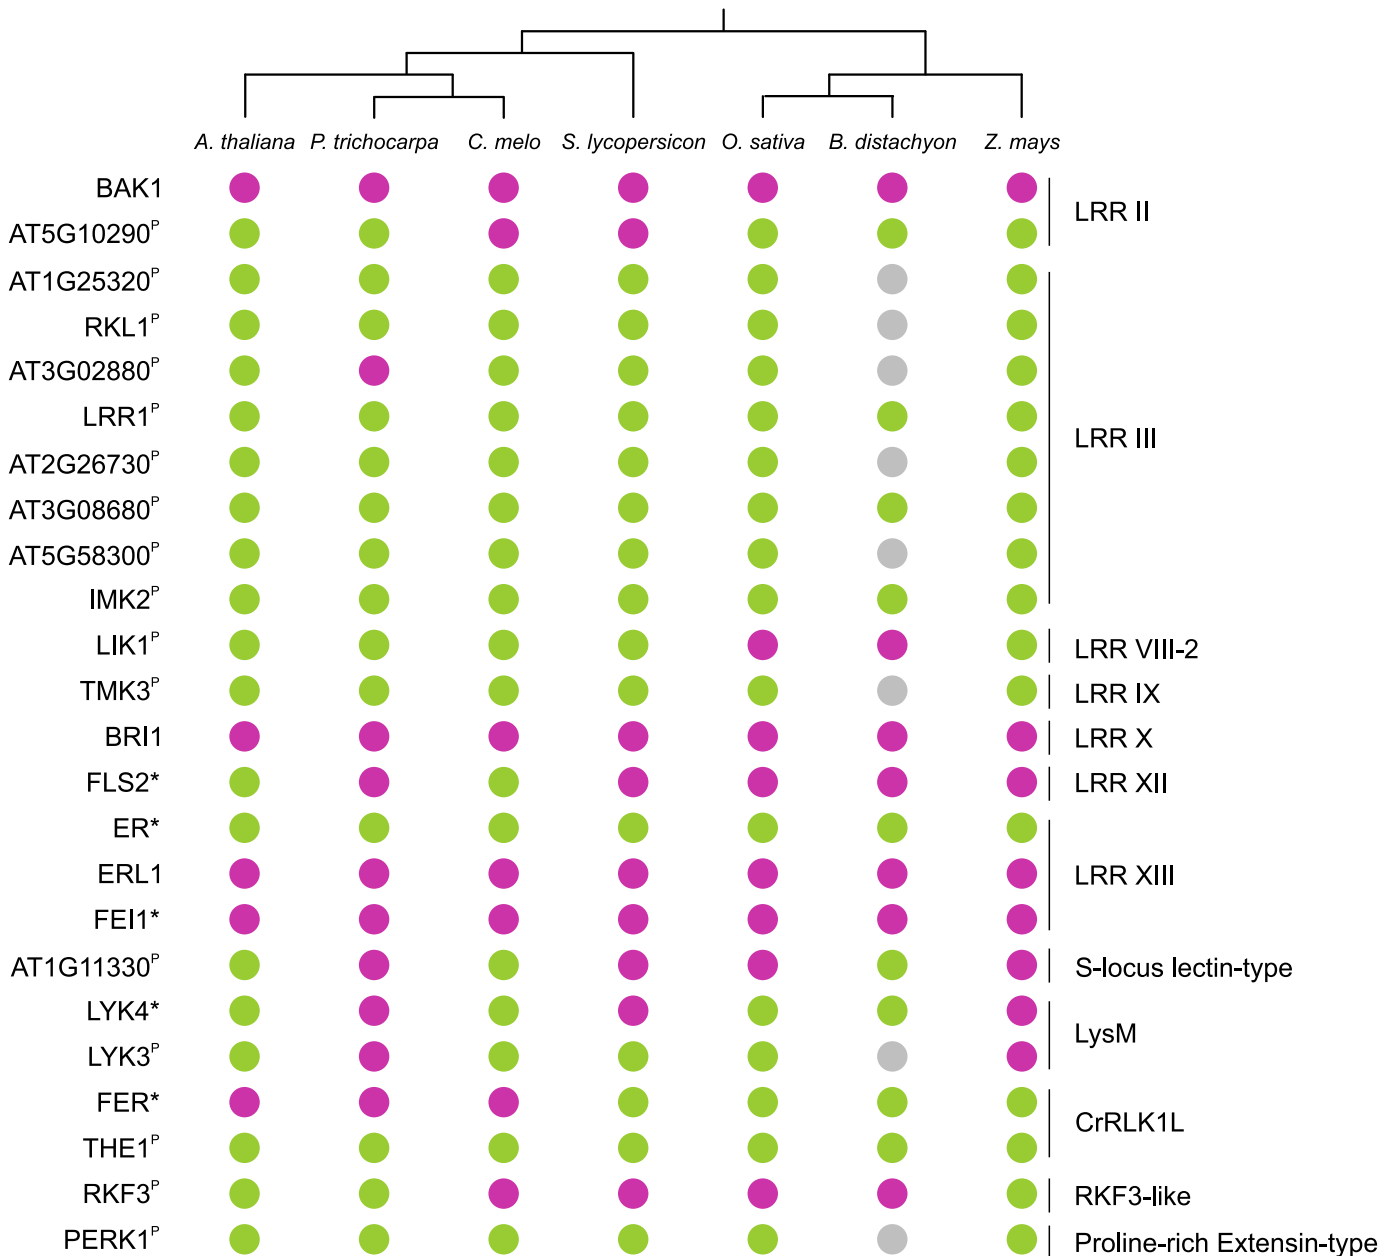 A. thaliana P. trichocarpa C. melo S. lycopersicon O. sativa B. distachyon Z. mays
BAK1
LRR II
AT5G10290ᴾ
AT1G25320ᴾ
RKL1ᴾ
AT3G02880ᴾ
LRR1ᴾ
LRR III
AT2G26730ᴾ
AT3G08680ᴾ
AT5G58300ᴾ
IMK2ᴾ
LIK1ᴾ LRR VIII-2
TMK3ᴾ LRR IX
BRI1 LRR X
FLS2* LRR XII
ER*
ERL1 LRR XIII
FEI1*
AT1G11330ᴾ S-locus lectin-type
LYK4*
LysM
LYK3ᴾ
FER*
CrRLK1L
THE1ᴾ
RKF3ᴾ RKF3-like
PERK1ᴾ Proline-rich Extensin-type